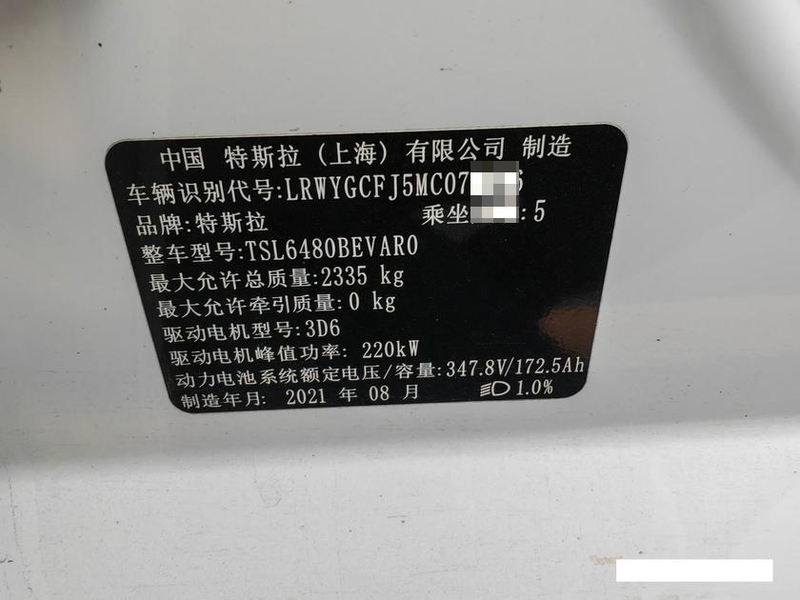 中国 特斯拉 (上海) 有限公司 制造
车辆识别代号:LRWYGCFJ5MC07 6
品牌:特斯拉 乘坐 :5
整车型号:TSL6480BEVAR0
最大允许总质量:2335 kg
最大允许牵引质量:0 kg
驱动电机型号:3D6
驱动电机峰值功率: 220kW
动力电池系统额定电压/容量:347.8V/172.5Ah
制造年月: 2021 年 08 月 1.0%